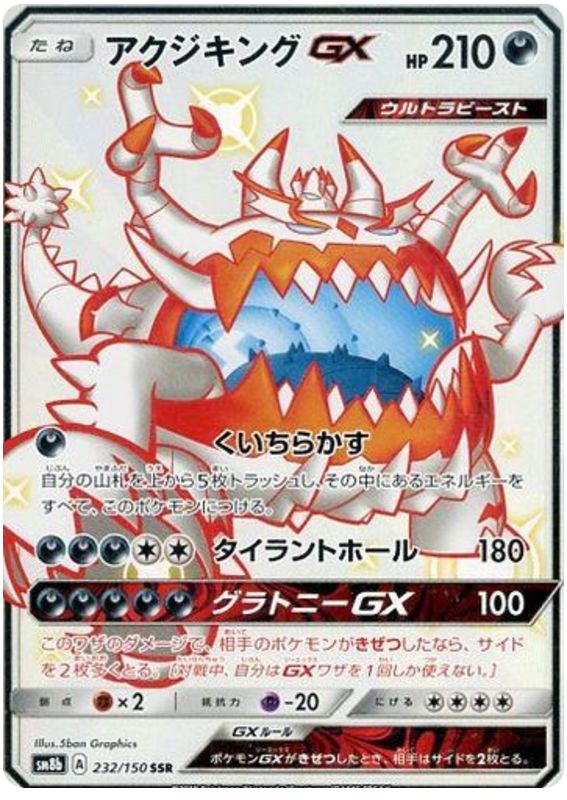 たね アクジキングGX HP210
ウルトラビースト
くいちらかす
自分の山札を上から5枚トラッシュし、その中にあるエネルギーを
すべて、このポケモンにつける。
タイラントホール 180
グラトニーGX 100
このワザのダメージで、相手のポケモンがきぜつしたなら、サイド
を2枚多くとる。[対戦中、自分はGXワザを1回しか使えない。]
弱点 ×2 抵抗力 -20 にげる
GXルール
Illus.5ban Graphics
ポケモンGXがきぜつしたとき、相手はサイドを2枚とる。
sm8b A 232/150 SSR